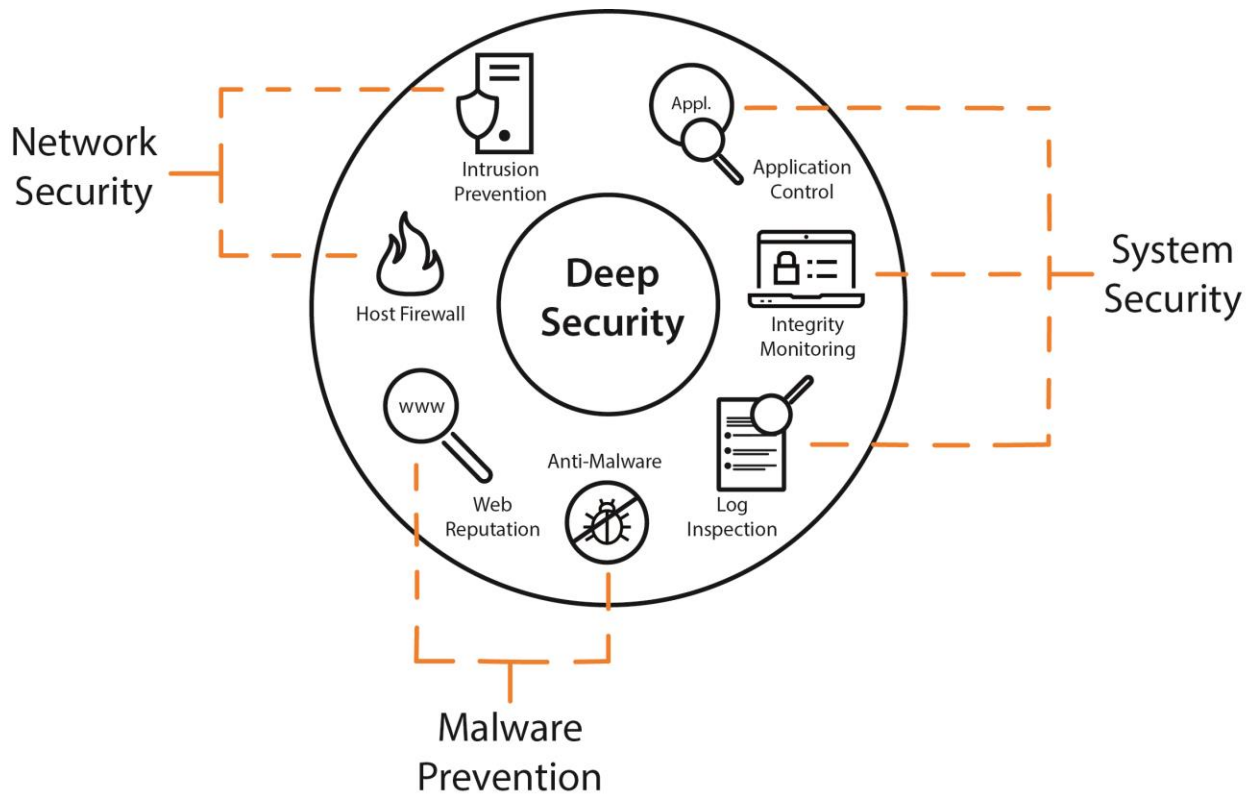 Network
Security
Intrusion
Prevention
Host Firewall
Appl.
Application
Control
Deep
Security
Integrity
Monitoring
System
Security
www
Web
Reputation
Anti-Malware
Log
Inspection
Malware
Prevention